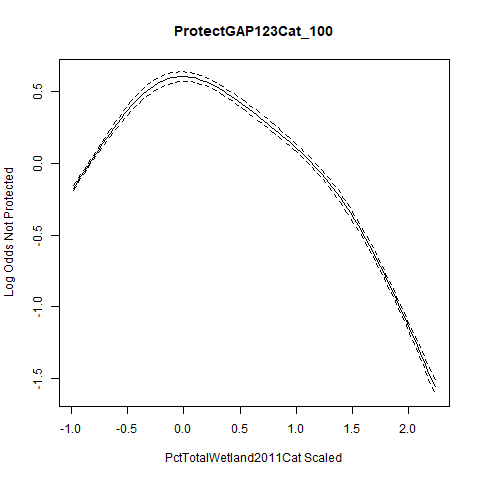 ProtectGAP123Cat_100
Log Odds Not Protected
0.5
0.0
-0.5
-1.0
-1.5
-1.0 -0.5 0.0 0.5 1.0 1.5 2.0
PctTotalWetland2011Cat Scaled